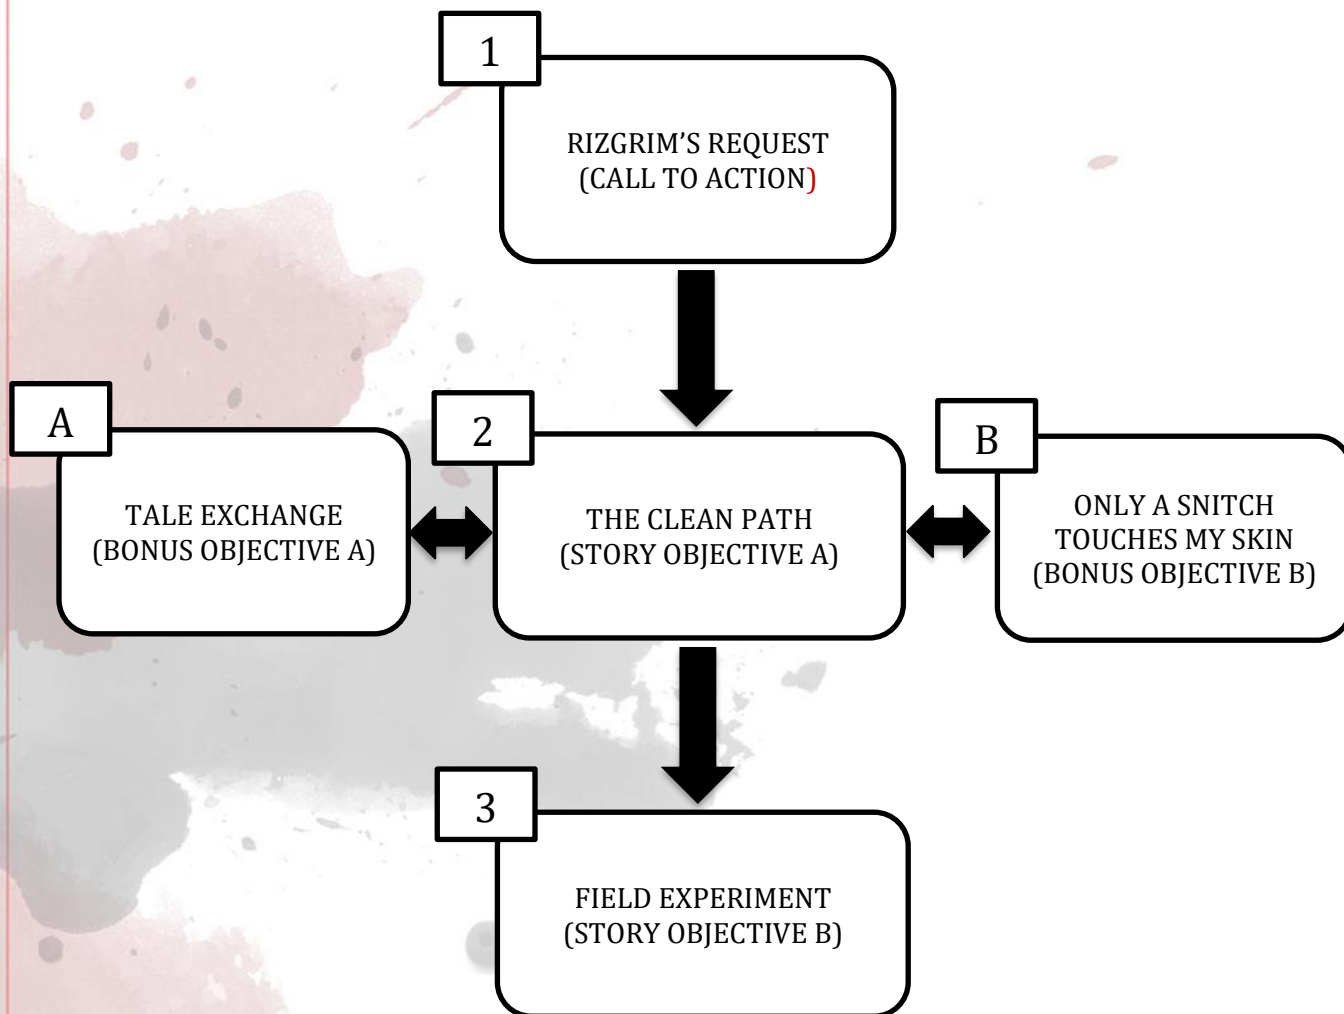 1
RIZGRIM’S REQUEST
(CALL TO ACTION)
A
TALE EXCHANGE
(BONUS OBJECTIVE A)
2
THE CLEAN PATH
(STORY OBJECTIVE A)
B
ONLY A SNITCH
TOUCHES MY SKIN
(BONUS OBJECTIVE B)
3
FIELD EXPERIMENT
(STORY OBJECTIVE B)